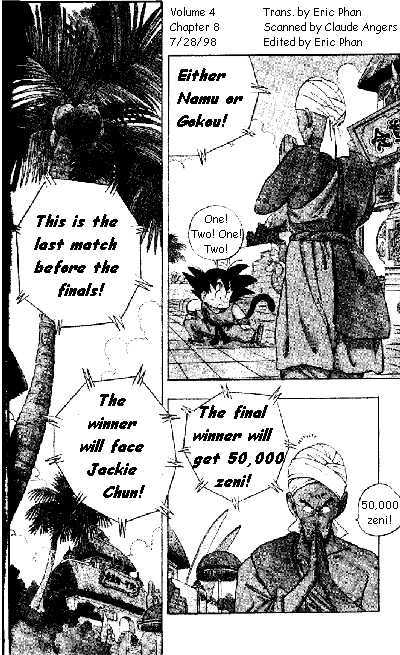 Volume 4
Chapter 8
7/28/98
Trans. by Eric Phan
Scanned by Claude Angers
Edited by Eric Phan
This is the
last match
before the
finals!
Either
Namu or
Gokou!
One!
Two! One!
Two!
The
winner
will face
Jackie
Chun!
The final
winner will
get 50,000
zeni!
50,000
zeni!